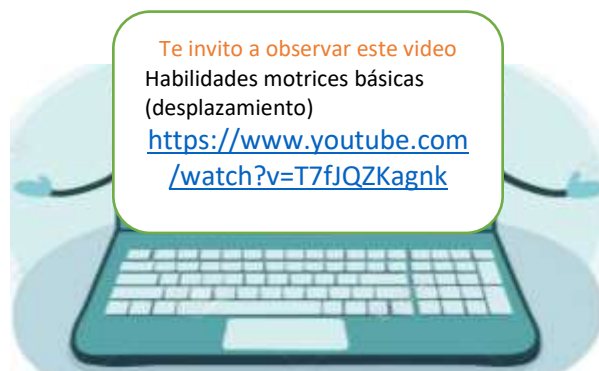 Te invito a observar este video
Habilidades motrices básicas
(desplazamiento)
https://www.youtube.com
/watch?v=T7fJQZKagnk